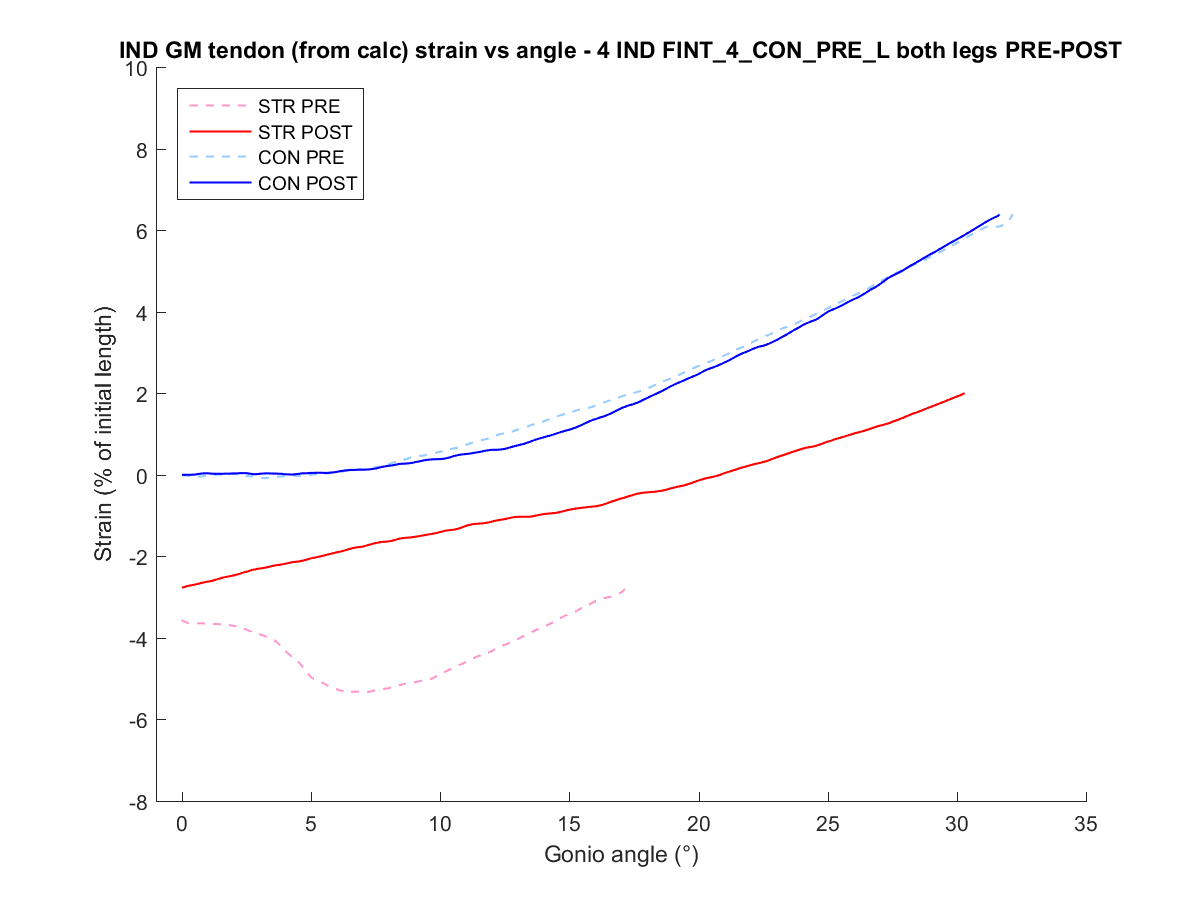 IND GM tendon (from calc) strain vs angle - 4 IND FINT_4_CON_PRE_L both legs PRE-POST
10
8
6
4
2
0
-2
-4
-6
-8
Strain (% of initial length)
STR PRE
STR POST
CON PRE
CON POST
0 5 10 15 20 25 30 35
Gonio angle (°)